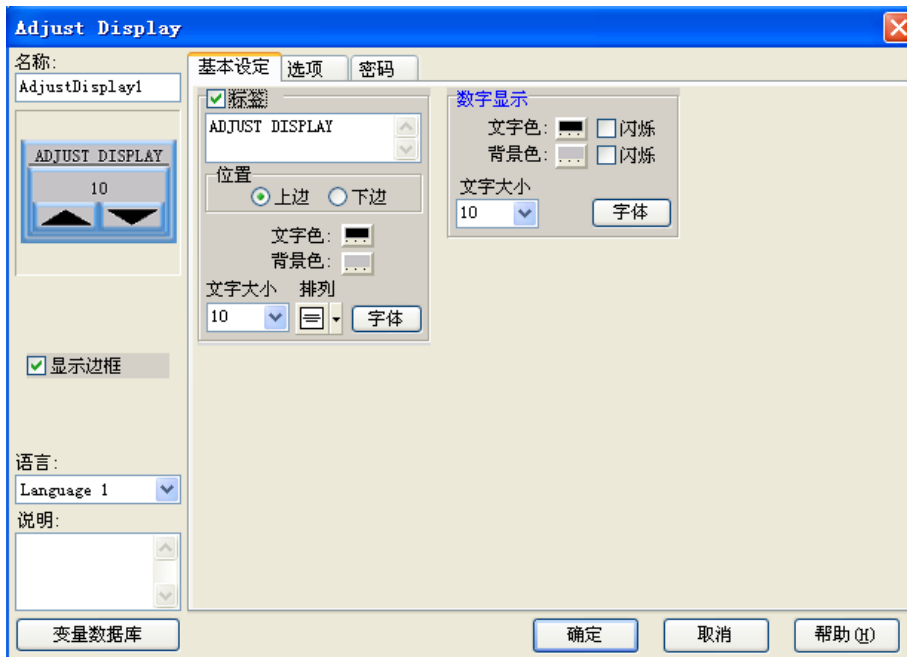 Adjust Display
名称:
AdjustDisplay1
ADJUST DISPLAY
10
显示边框
语言:
Language 1
说明:
变量数据库
基本设定 选项 密码
标签
ADJUST DISPLAY
位置
上边 下边
文字色: ...
背景色: ...
文字大小 排列
10 字体
数字显示
文字色: ... 闪烁
背景色: ... 闪烁
文字大小
10 字体
确定 取消 帮助(H)